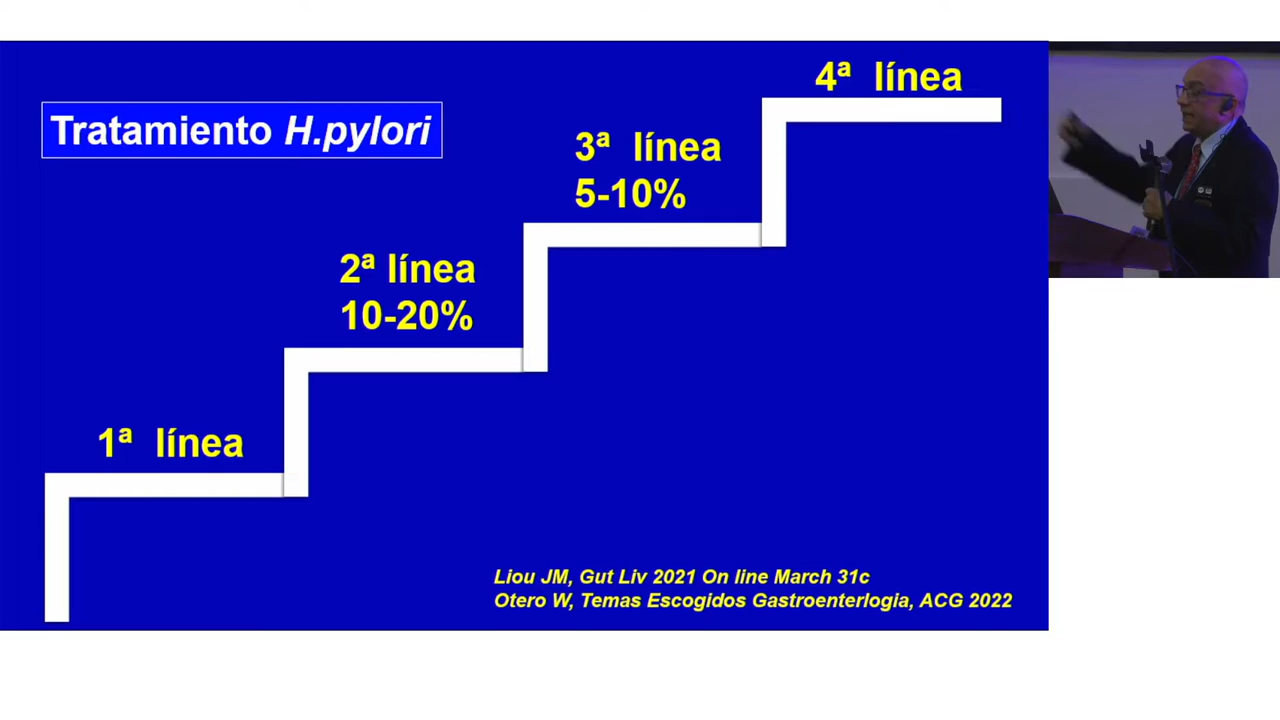 Tratamiento H.pylori
4ª línea
3ª línea
5-10%
2ª línea
10-20%
1ª línea
Liou JM, Gut Liv 2021 On line March 31c
Otero W, Temas Escogidos Gastroenterlogia, ACG 2022